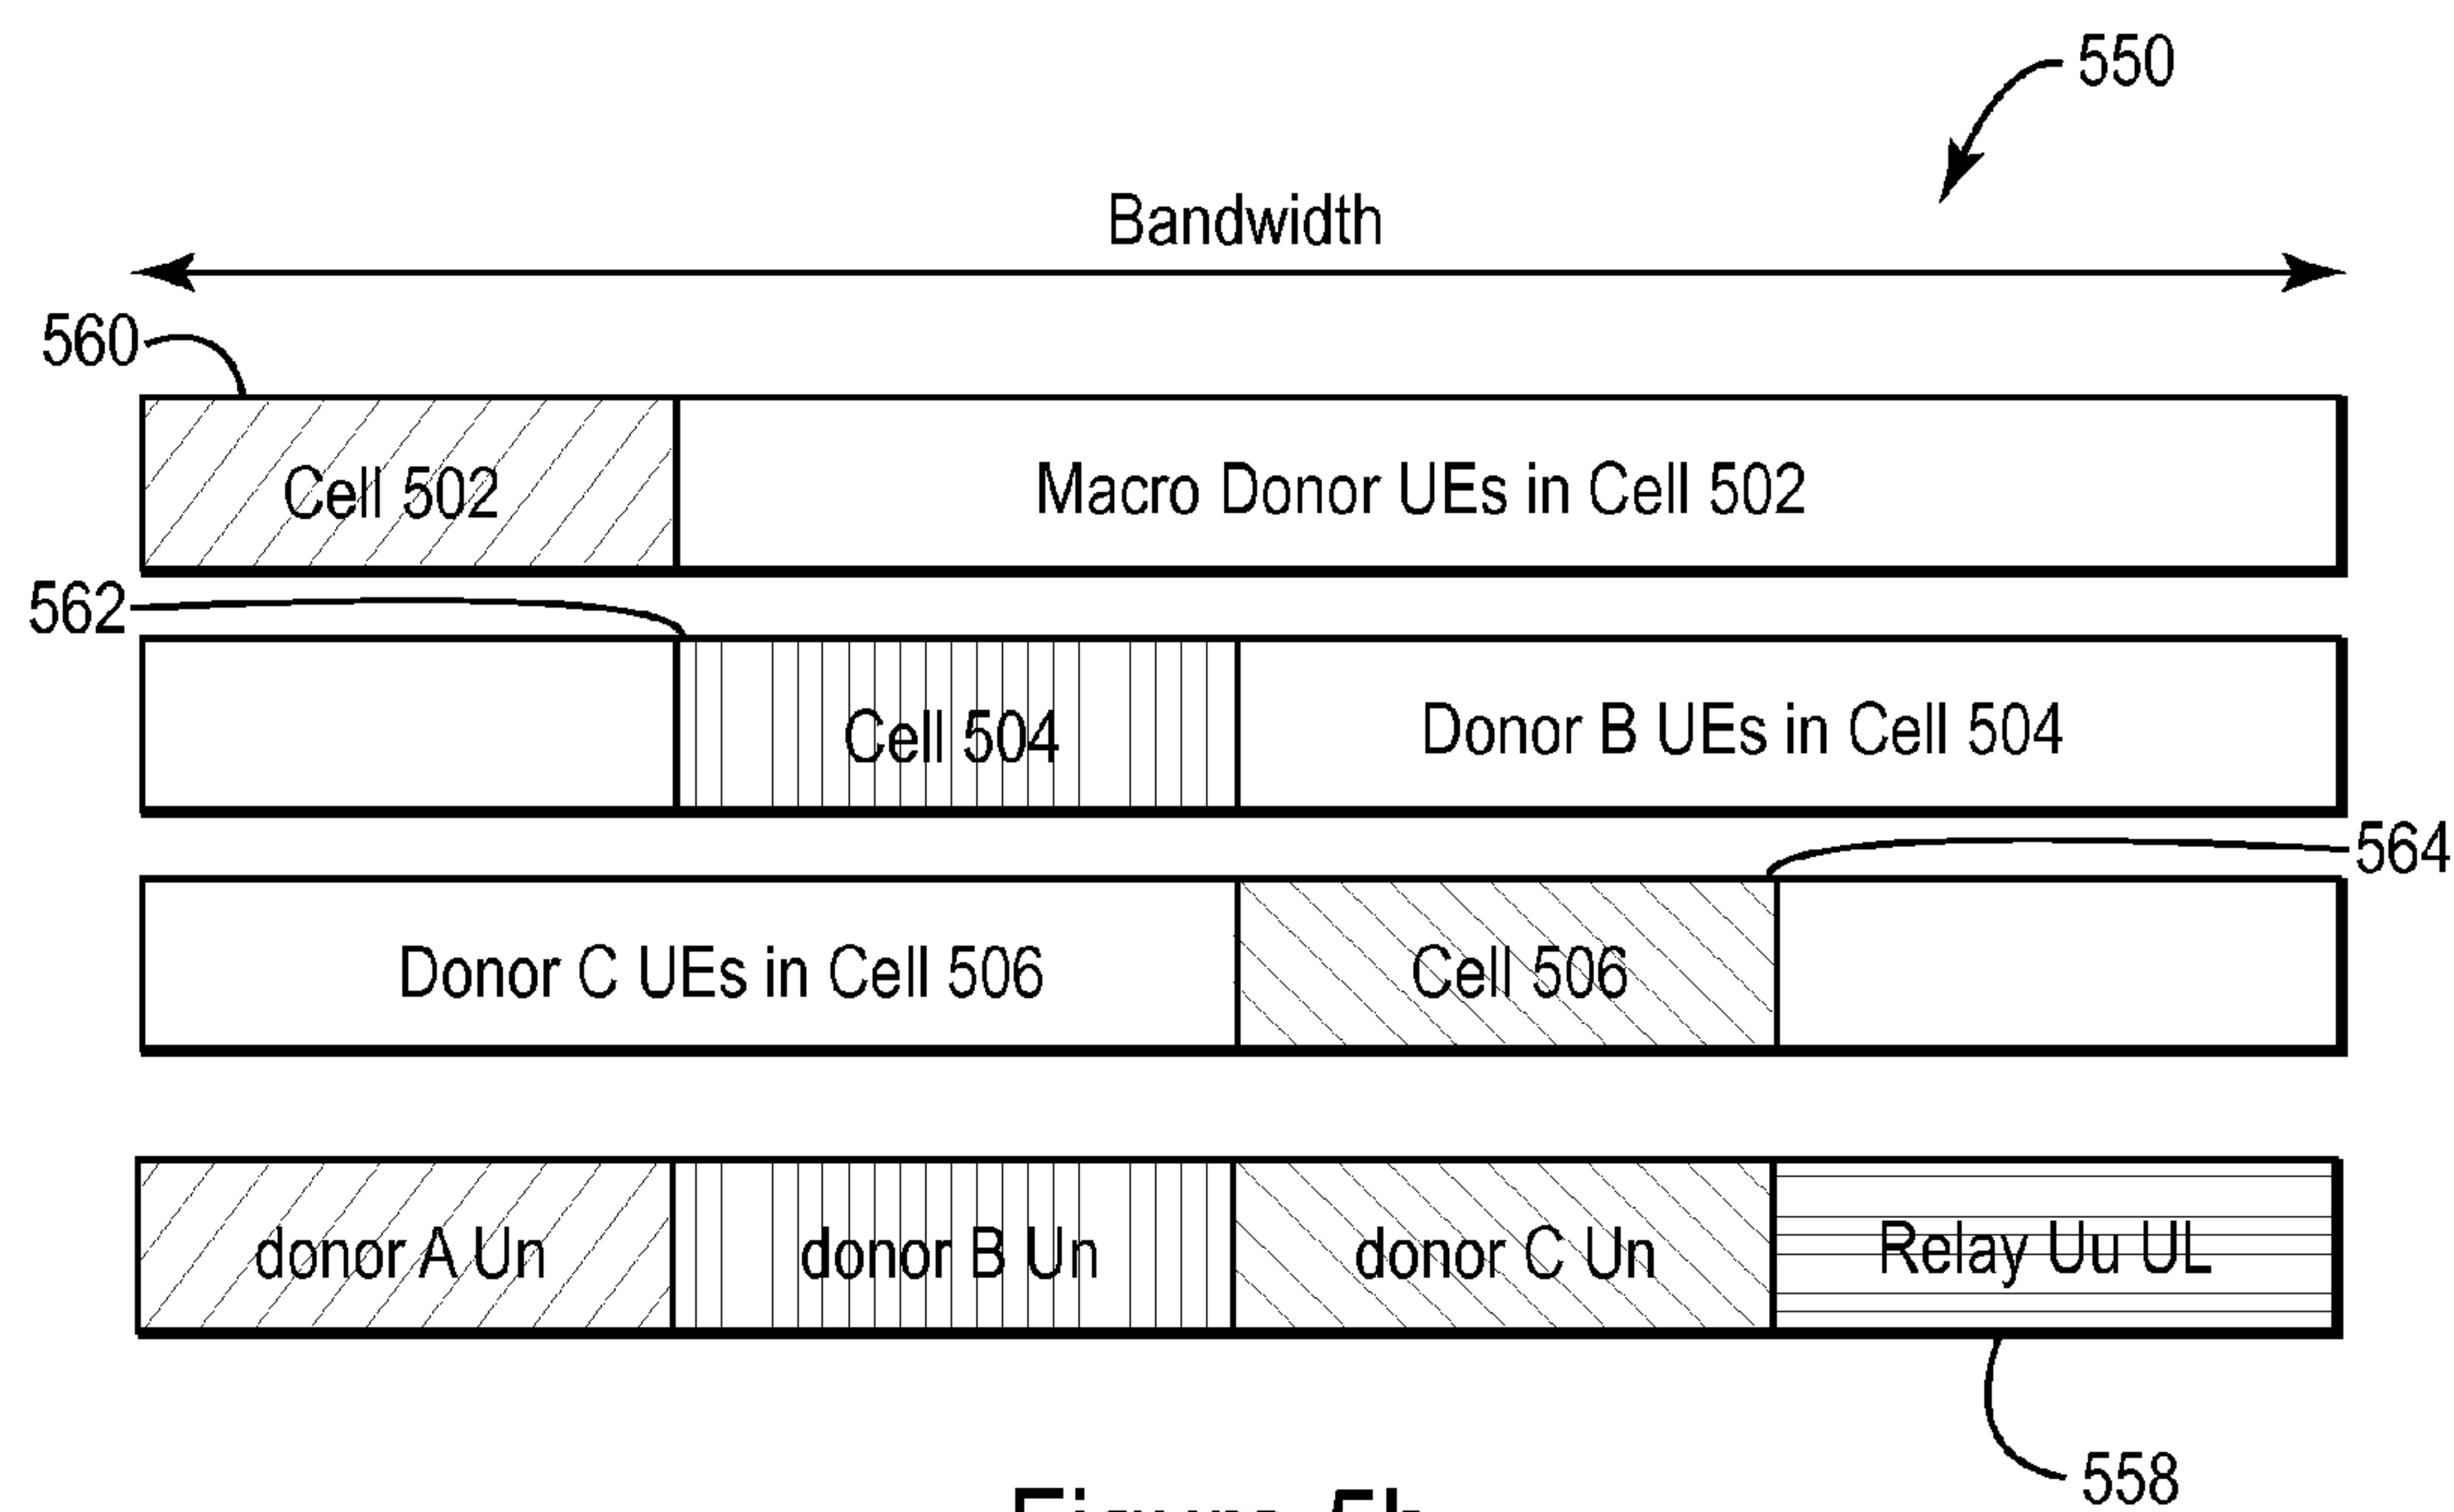 550
Bandwidth
560
Cell 502
Macro Donor UEs in Cell 502
562
Cell 504
Donor B UEs in Cell 504
564
Donor C UEs in Cell 506
Cell 506
donor A Un
donor B Un
donor C Un
Relay Uu UL
558